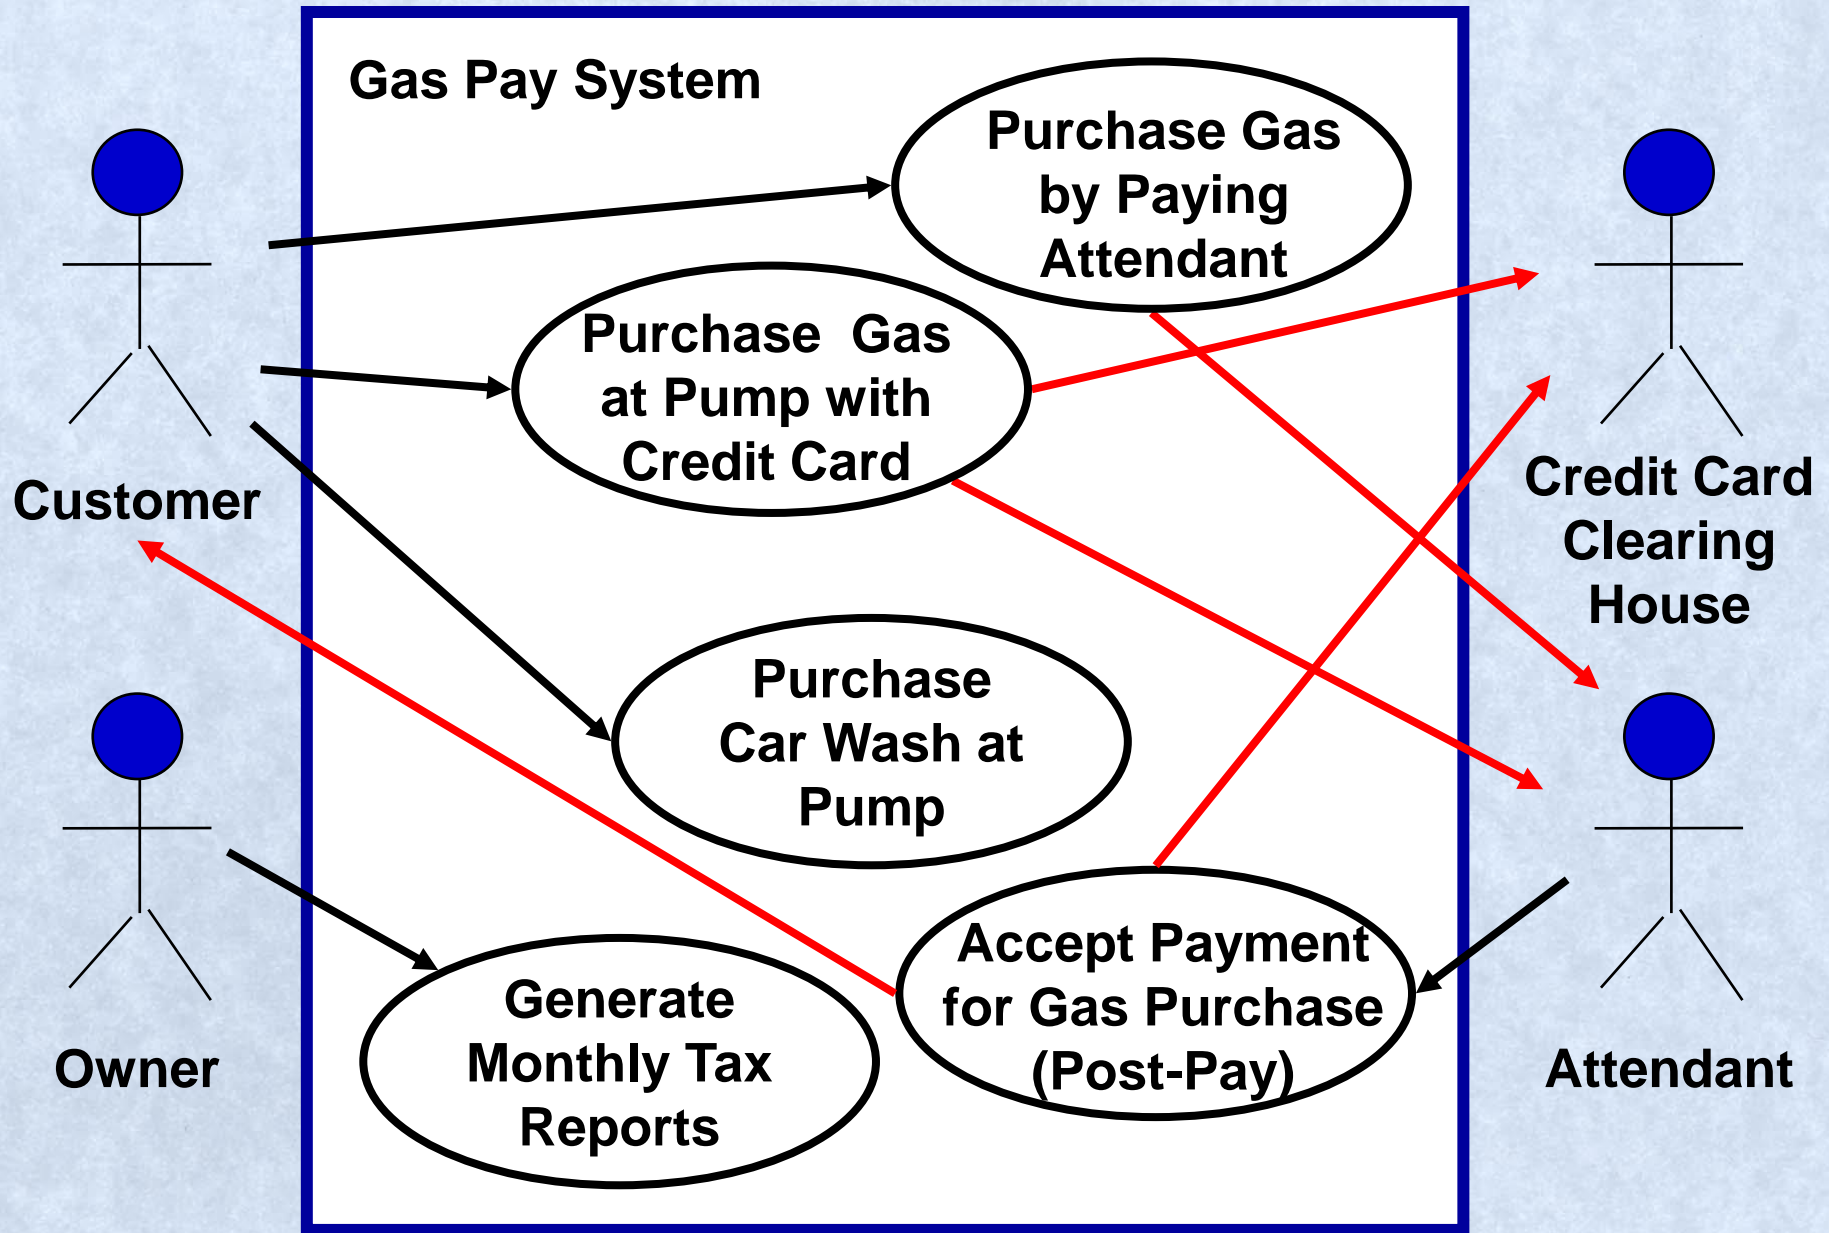 Gas Pay System
Purchase Gas
by Paying
Attendant
Purchase  Gas
at Pump with
Credit Card
Customer
Credit Card
Clearing
House
Purchase
Car Wash at
Pump
Accept Payment
for Gas Purchase
(Post-Pay)
Generate
Monthly Tax
Reports
Owner
Attendant